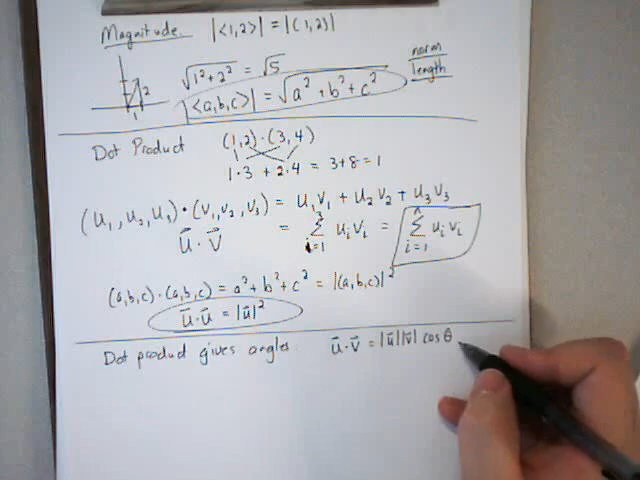 Magnitude. |<1,2>| = |(1,2)|
norm
length
2
1
√1²+2² = √5
|<a,b,c>| = √a² + b² + c²
Dot Product (1,2)·(3,4)
1·3 + 2·4 = 3+8 = 1
(u₁, u₂, u₃)·(v₁, v₂, v₃) = u₁v₁ + u₂v₂ + u₃v₃
u⃗ · v⃗ = ∑³ᵢ₌₁ uᵢvᵢ = ∑ⁿᵢ₌₁ uᵢvᵢ
(a,b,c)·(a,b,c) = a² + b² + c² = |(a,b,c)|²
u⃗·u⃗ = |u⃗|²
Dot product gives angles. u⃗·v⃗ = |u⃗||v⃗| cos θ